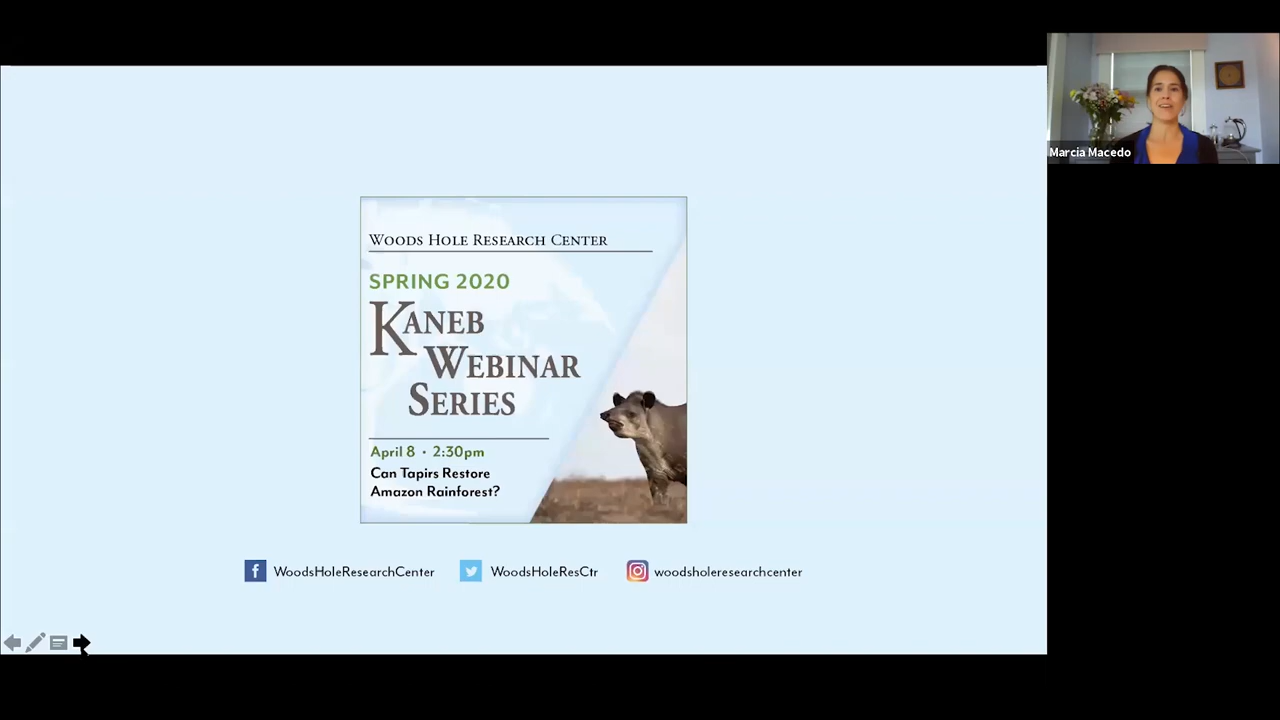 Marcia Macedo
WOODS HOLE RESEARCH CENTER
SPRING 2020
KANEB
WEBINAR
SERIES
April 8 • 2:30pm
Can Tapirs Restore
Amazon Rainforest?
WoodsHoleResearchCenter
WoodsHoleResCtr
woodsholeresearchcenter